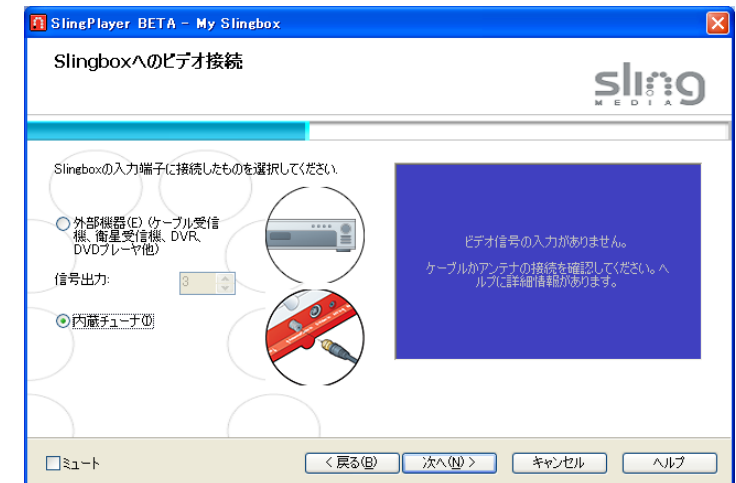 SlingPlayer BETA - My Slingbox
Slingboxへのビデオ接続
sling
MEDIA
Slingboxの入力端子に接続したものを選択してください.
外部機器(E) (ケーブル受信
機、衛星受信機、DVR、
DVDプレーヤ他)
信号出力:
3
内蔵チューナ(I)
ビデオ信号の入力がありません。
ケーブルかアンテナの接続を確認してください。ヘ
ルプに詳細情報があります。
ミュート
< 戻る(B)
次へ(N) >
キャンセル
ヘルプ